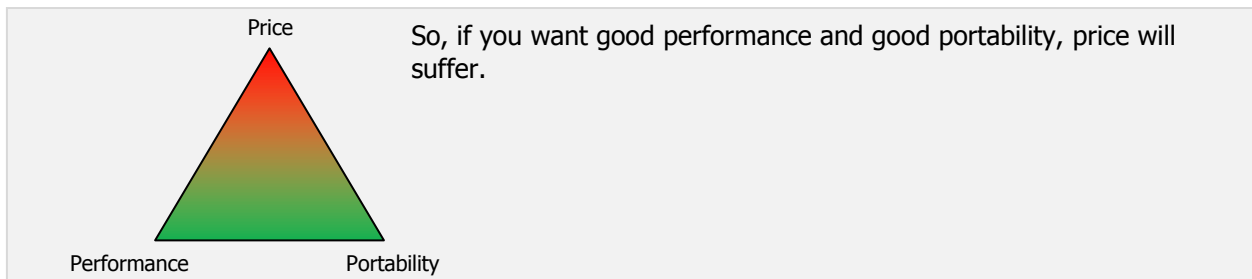 Price
So, if you want good performance and good portability, price will
suffer.
Performance
Portability